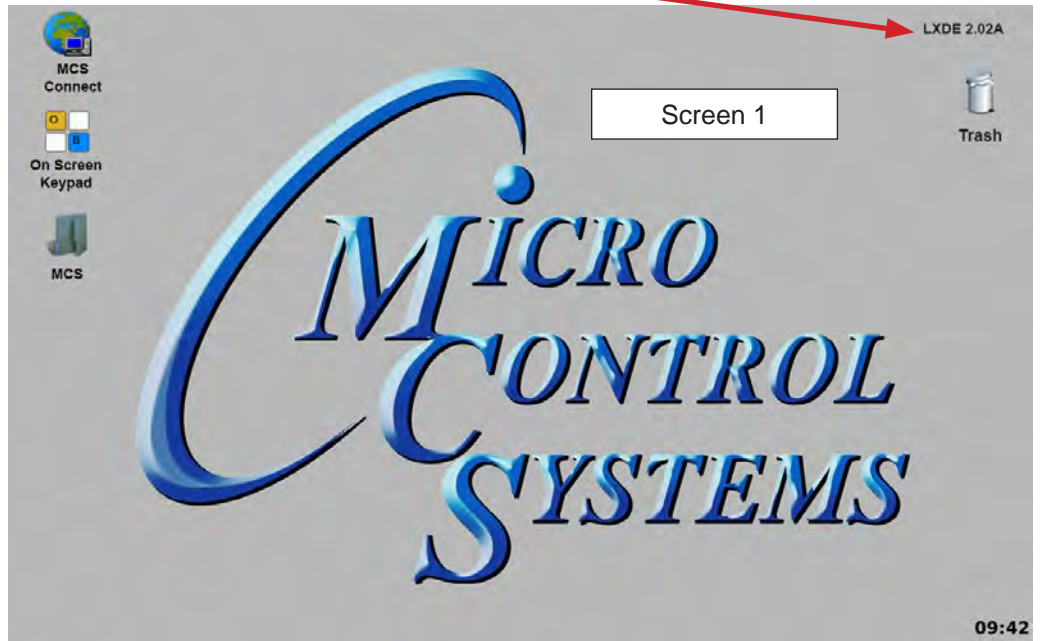 MCS
Connect
O
B
On Screen
Keypad
MCS
Screen 1
LXDE 2.02A
Trash
MICRO
CONTROL
SYSTEMS
09:42